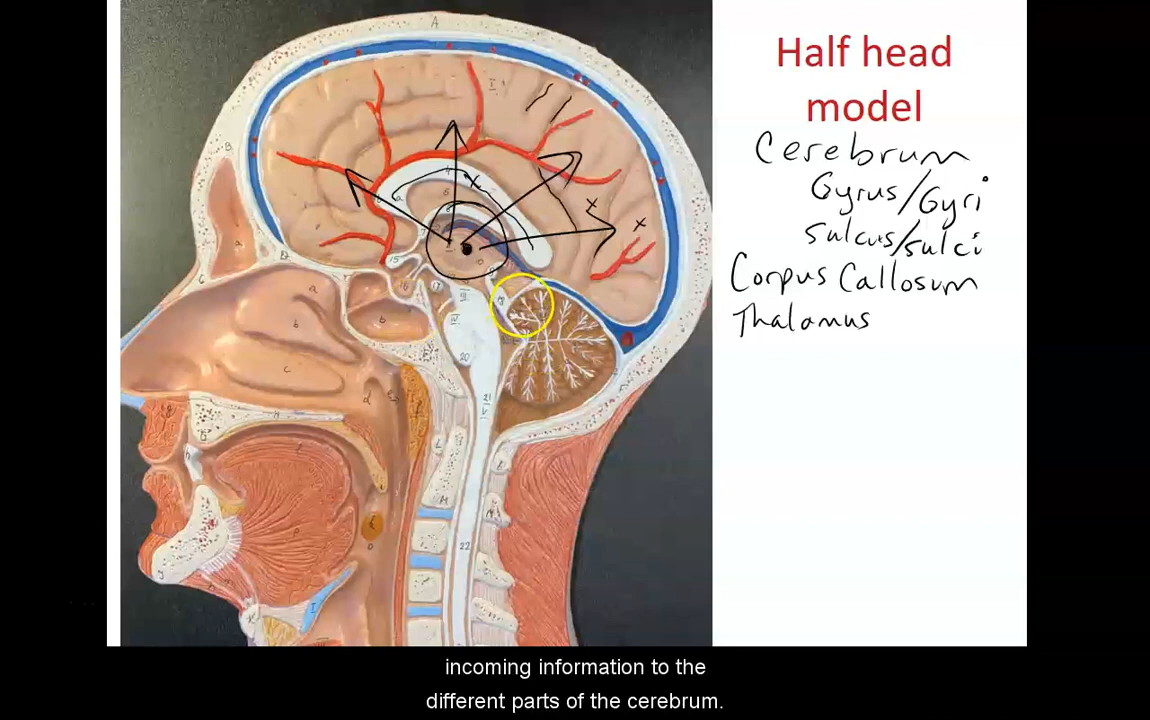 Half head
model
Cerebrum
Gyrus/Gyri
Sulcus/sulci
Corpus Callosum
Thalamus
incoming information to the
different parts of the cerebrum.